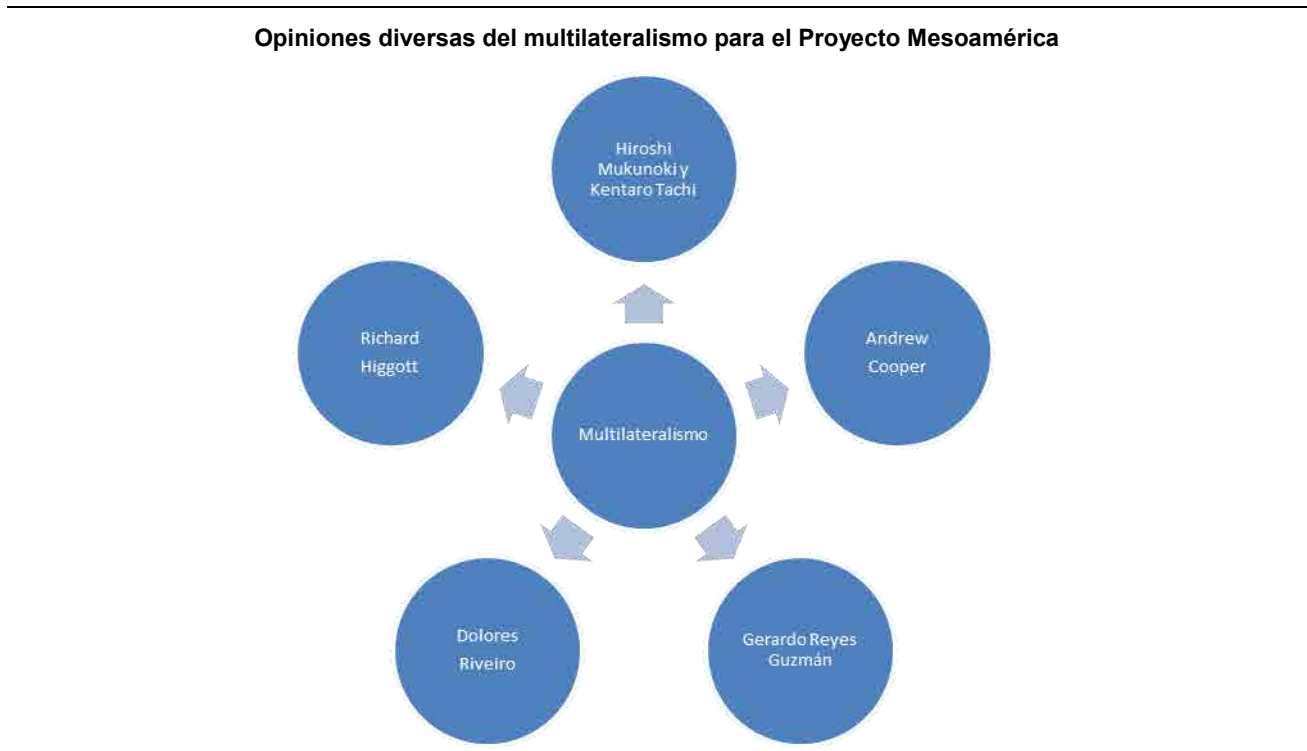 Opiniones diversas del multilateralismo para el Proyecto Mesoamérica
Hiroshi
Mukunoki y
Kentaro Tachi
Andrew
Cooper
Gerardo Reyes
Guzmán
Dolores
Riveiro
Richard
Higgott
Multilateralismo